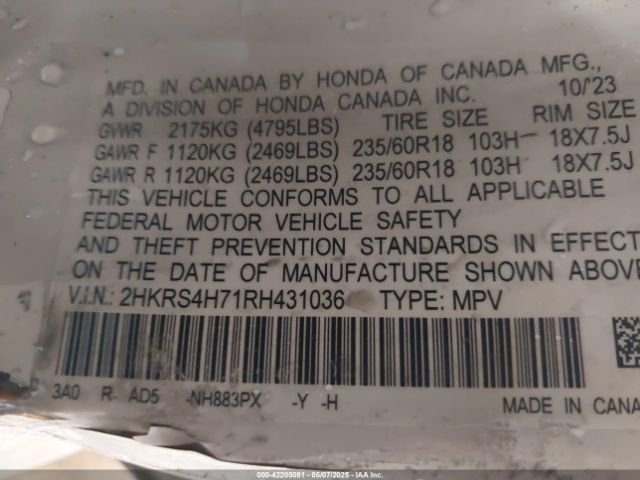 MFD. IN CANADA BY HONDA OF CANADA MFG.,
A DIVISION OF HONDA CANADA INC. 10/'23
GVWR 2175KG (4795LBS) TIRE SIZE RIM SIZE
GAWR F 1120KG (2469LBS) 235/60R18 103H 18X7.5J
GAWR R 1120KG (2469LBS) 235/60R18 103H 18X7.5J
THIS VEHICLE CONFORMS TO ALL APPLICABLE
FEDERAL MOTOR VEHICLE SAFETY
AND THEFT PREVENTION STANDARDS IN EFFECT
ON THE DATE OF MANUFACTURE SHOWN ABOVE
V.I.N.: 2HKRS4H71RH431036 TYPE: MPV
3A0 R AD5 -NH883PX -Y -H MADE IN CANA
000-42205081 - 05/07/2025 - IAAI.COM